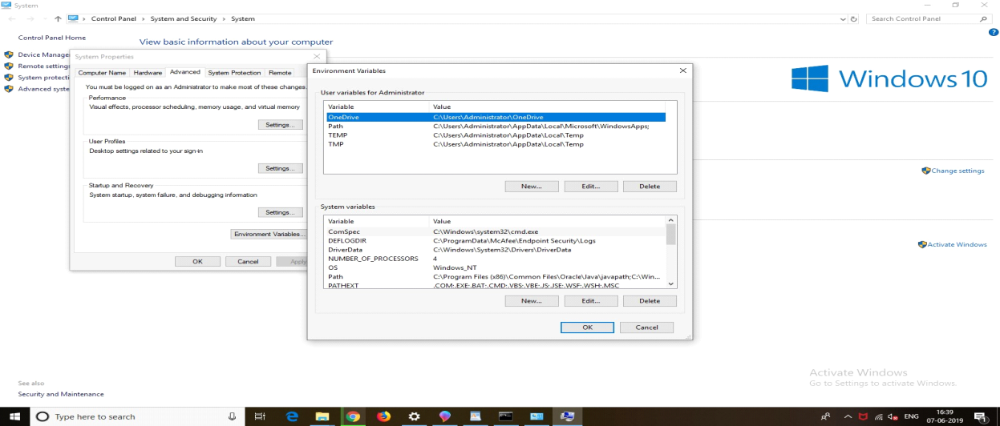 System
Control Panel > System and Security > System
Search Control Panel
Control Panel Home
View basic information about your computer
Device Manage
Remote setting
System protecti
Advanced syste
System Properties
Computer Name Hardware Advanced System Protection Remote
You must be logged on as an Administrator to make most of these changes.
Performance
Visual effects, processor scheduling, memory usage, and virtual memory
Settings...
User Profiles
Desktop settings related to your sign-in
Settings...
Startup and Recovery
System startup, system failure, and debugging information
Settings...
Environment Variables...
OK Cancel Apply
Environment Variables
User variables for Administrator
Variable Value
OneDrive C:\Users\Administrator\OneDrive
Path C:\Users\Administrator\AppData\Local\Microsoft\WindowsApps;
TEMP C:\Users\Administrator\AppData\Local\Temp
TMP C:\Users\Administrator\AppData\Local\Temp
New... Edit... Delete
System variables
Variable Value
ComSpec C:\Windows\system32\cmd.exe
DEFLOGDIR C:\ProgramData\McAfee\Endpoint Security\Logs
DriverData C:\Windows\System32\Drivers\DriverData
NUMBER_OF_PROCESSORS 4
OS Windows_NT
Path C:\Program Files (x86)\Common Files\Oracle\Java\javapath;C:\Win...
PATHEXT .COM;.EXE;.BAT;.CMD;.VBS;.VBE;.JS;.JSE;.WSF;.WSH;.MSC
New... Edit... Delete
OK Cancel
Windows 10
Change settings
Activate Windows
See also
Security and Maintenance
Activate Windows
Go to Settings to activate Windows.
Type here to search
ENG
16:39
07-06-2019